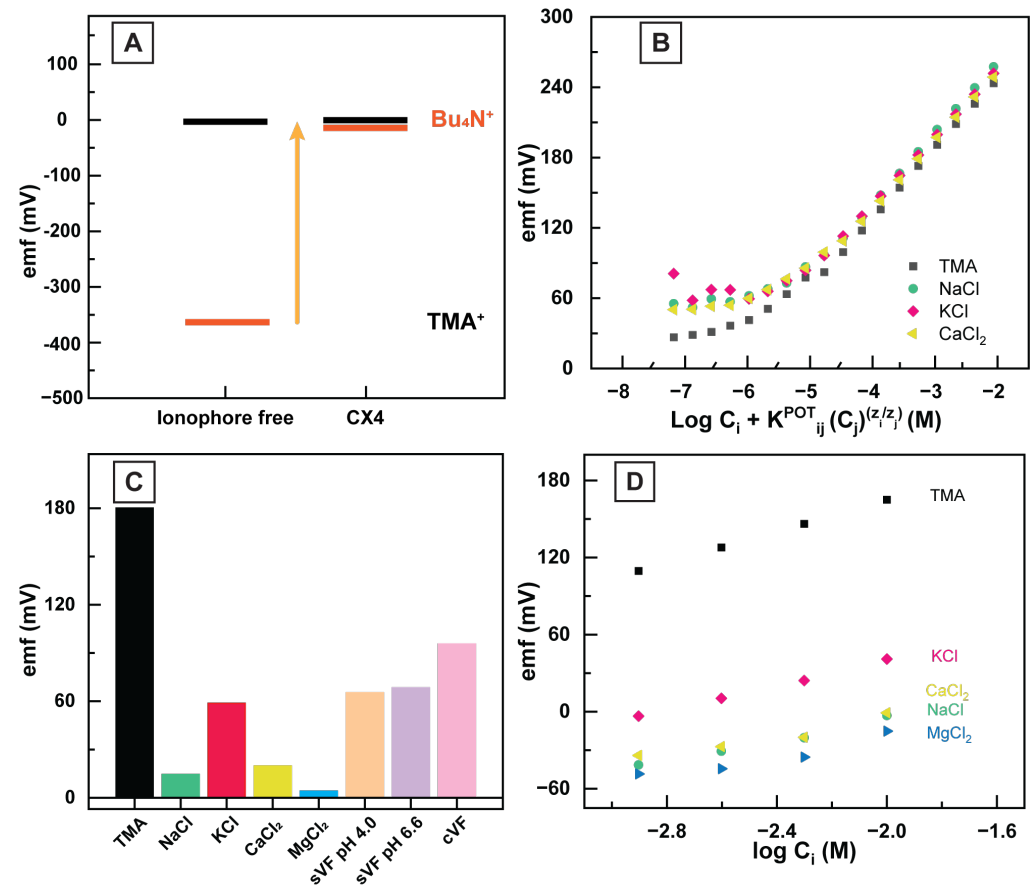 A
100
0
-100
-200
-300
-400
-500
emf (mV)
Bu₄N⁺
TMA⁺
Ionophore free
CX4
B
300
240
180
120
60
0
emf (mV)
TMA
NaCl
KCl
CaCl₂
−8
−7
−6
−5
−4
−3
−2
Log Cᵢ + K^POT_ij (Cⱼ)^(zᵢ/zⱼ) (M)
C
180
120
60
0
emf (mV)
TMA
NaCl
KCl
CaCl₂
MgCl₂
sVF pH 4.0
sVF pH 6.6
cVF
D
180
120
60
0
−60
emf (mV)
TMA
KCl
CaCl₂
NaCl
MgCl₂
−2.8
−2.4
−2.0
−1.6
log Cᵢ (M)